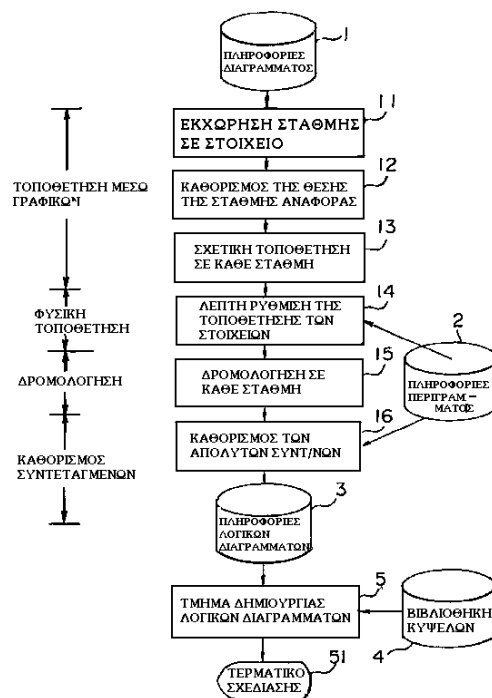 1
ΠΛΗΡΟΦΟΡΙΕΣ
ΔΙΑΓΡΑΜΜΑΤΟΣ
11
ΕΚΧΩΡΗΣΗ ΣΤΑΘΜΗΣ
ΣΕ ΣΤΟΙΧΕΙΟ
12
ΚΑΘΟΡΙΣΜΟΣ ΤΗΣ ΘΕΣΗΣ
ΤΗΣ ΣΤΑΘΜΗΣ ΑΝΑΦΟΡΑΣ
ΤΟΠΟΘΕΤΗΣΗ ΜΕΣΩ
ΓΡΑΦΙΚΩΝ
13
ΣΧΕΤΙΚΗ ΤΟΠΟΘΕΤΗΣΗ
ΣΕ ΚΑΘΕ ΣΤΑΘΜΗ
14
ΛΕΠΤΗ ΡΥΘΜΙΣΗ ΤΗΣ
ΤΟΠΟΘΕΤΗΣΗΣ ΤΩΝ
ΣΤΟΙΧΕΙΩΝ
ΦΥΣΙΚΗ
ΤΟΠΟΘΕΤΗΣΗ
2
ΠΛΗΡΟΦΟΡΙΕΣ
ΠΕΡΙΓΡΑΜ –
ΜΑΤΟΣ
15
ΔΡΟΜΟΛΟΓΗΣΗ ΣΕ
ΚΑΘΕ ΣΤΑΘΜΗ
ΔΡΟΜΟΛΟΓΗΣΗ
16
ΚΑΘΟΡΙΣΜΟΣ ΤΩΝ
ΑΠΟΛΥΤΩΝ ΣΥΝΤ/ΝΩΝ
ΚΑΘΟΡΙΣΜΟΣ
ΣΥΝΤΕΤΑΓΜΕΝΩΝ
3
ΠΛΗΡΟΦΟΡΙΕΣ
ΛΟΓΙΚΩΝ
ΔΙΑΓΡΑΜΜΑΤΩΝ
5
ΤΜΗΜΑ ΔΗΜΙΟΥΡΓΙΑΣ
ΛΟΓΙΚΩΝ ΔΙΑΓΡΑΜΜΑΤΩΝ
ΒΙΒΛΙΟΘΗΚΗ
ΚΥΨΕΛΩΝ
4
51
ΤΕΡΜΑΤΙΚΟ
ΣΧΕΔΙΑΣΗΣ